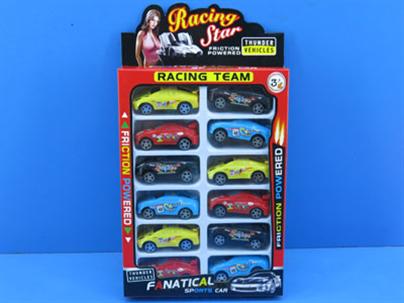 Racing
Star
FRICTION
POWERED
THUNDER
VEHICLES
RACING TEAM
3+
FRICTION POWERED
FRICTION POWERED
THUNDER
VEHICLES
FANATICAL
SPORTS CAR